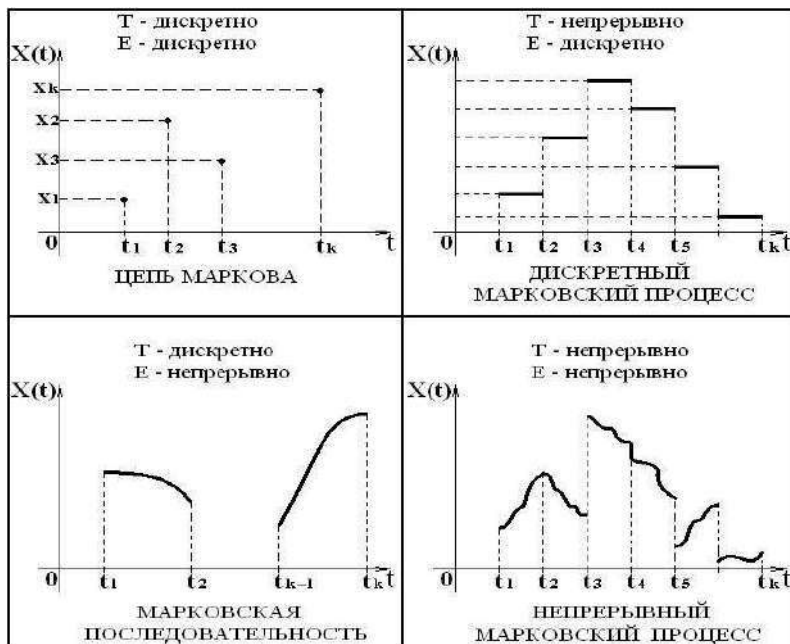 T - дискретно
E - дискретно
X(t)
Xk
X2
X3
X1
0
t1 t2 t3 tk t
ЦЕПЬ МАРКОВА
T - непрерывно
E - дискретно
X(t)
0
t1 t2 t3 t4 t5 tk t
ДИСКРЕТНЫЙ
МАРКОВСКИЙ ПРОЦЕСС
T - дискретно
E - непрерывно
X(t)
0
t1 t2 tk-1 tk t
МАРКОВСКАЯ
ПОСЛЕДОВАТЕЛЬНОСТЬ
T - непрерывно
E - непрерывно
X(t)
0
t1 t2 t3 t4 t5 tk t
НЕПРЕРЫВНЫЙ
МАРКОВСКИЙ ПРОЦЕСС